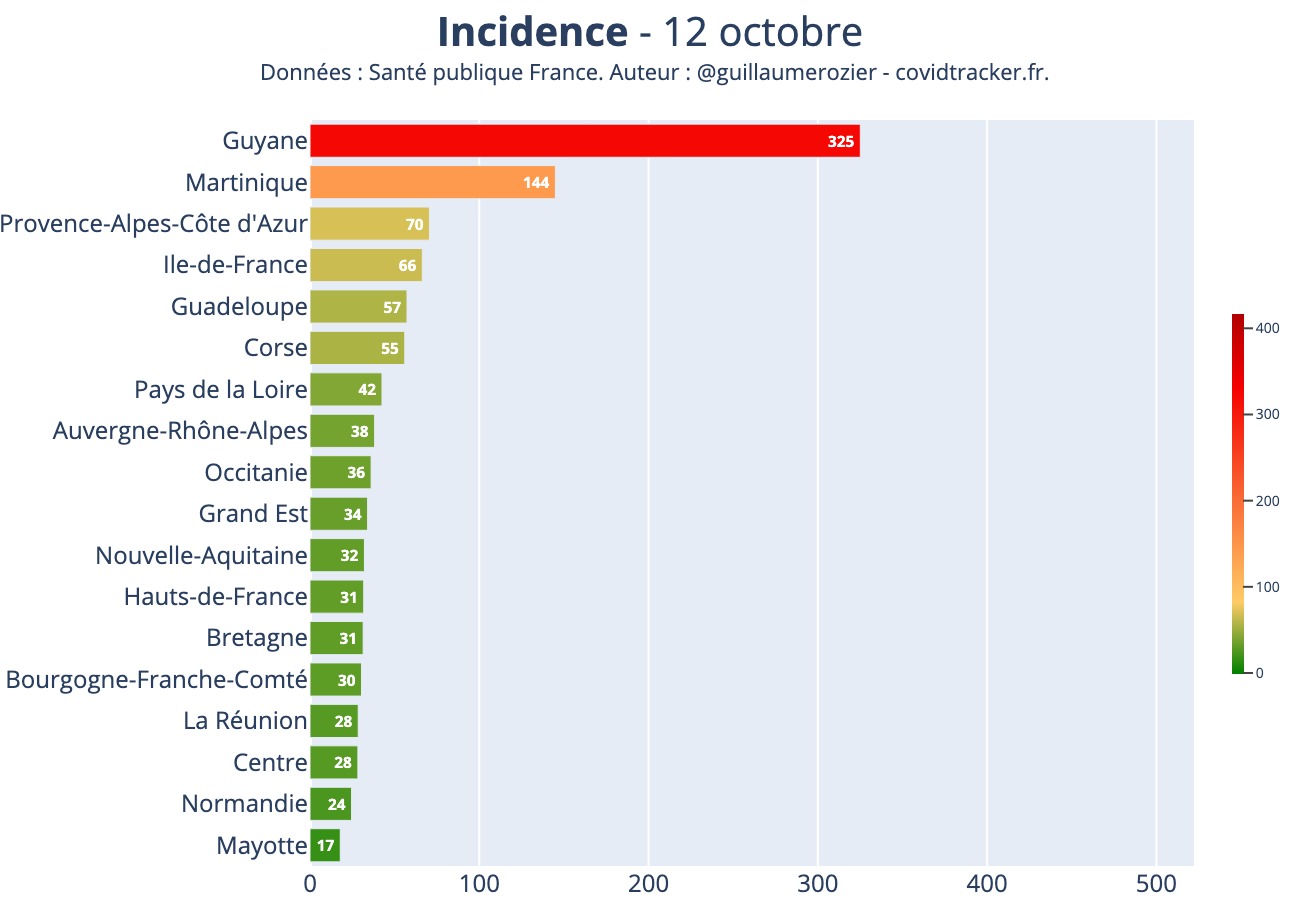 Incidence - 12 octobre
Données : Santé publique France. Auteur : @guillaumerozier - covidtracker.fr.
Guyane 325
Martinique 144
Provence-Alpes-Côte d'Azur 70
Ile-de-France 66
Guadeloupe 57
Corse 55
Pays de la Loire 42
Auvergne-Rhône-Alpes 38
Occitanie 36
Grand Est 34
Nouvelle-Aquitaine 32
Hauts-de-France 31
Bretagne 31
Bourgogne-Franche-Comté 30
La Réunion 28
Centre 28
Normandie 24
Mayotte 17
0 100 200 300 400 500
400
300
200
100
0